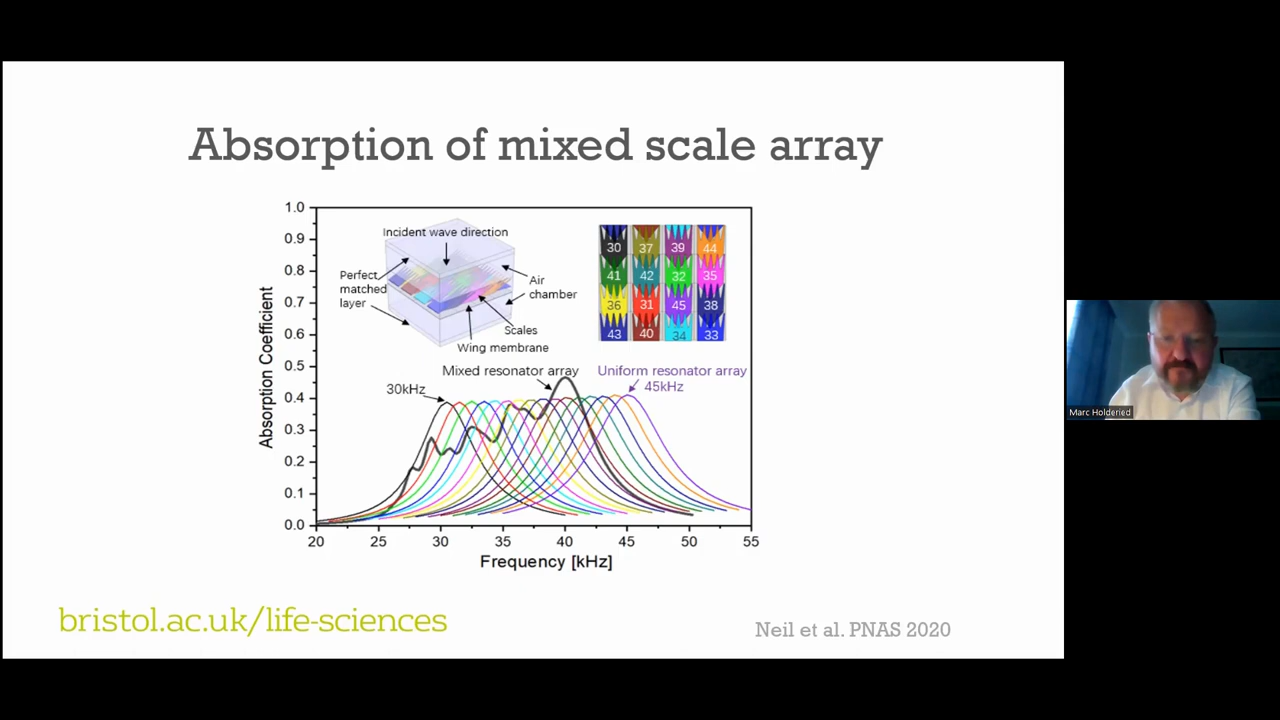 Absorption of mixed scale array
1.0
0.9
0.8
0.7
0.6
0.5
0.4
0.3
0.2
0.1
0.0
Absorption Coefficient
20 25 30 35 40 45 50 55
Frequency [kHz]
Incident wave direction
Perfect
matched
layer
Air
chamber
Scales
Wing membrane
30 37 39 44
41 42 32 35
36 31 45 38
43 40 34 33
30kHz
Mixed resonator array
Uniform resonator array
45kHz
bristol.ac.uk/life-sciences
Neil et al. PNAS 2020
Marc Holderied